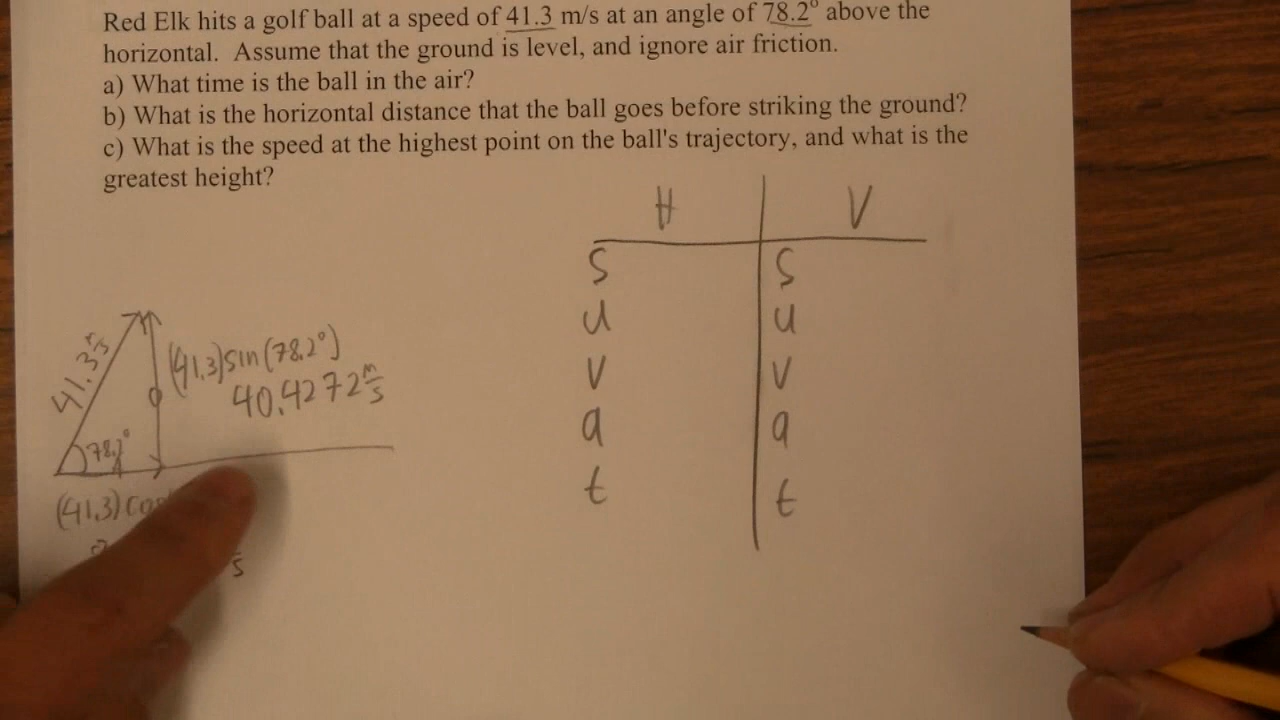 Red Elk hits a golf ball at a speed of 41.3 m/s at an angle of 78.2° above the
horizontal. Assume that the ground is level, and ignore air friction.
a) What time is the ball in the air?
b) What is the horizontal distance that the ball goes before striking the ground?
c) What is the speed at the highest point on the ball's trajectory, and what is the
greatest height?
H V
S S
u u
v v
a a
t t
41.3 m/s
(41.3)sin(78.2°)
40.4272 m/s
78.2°
(41.3)cos
s